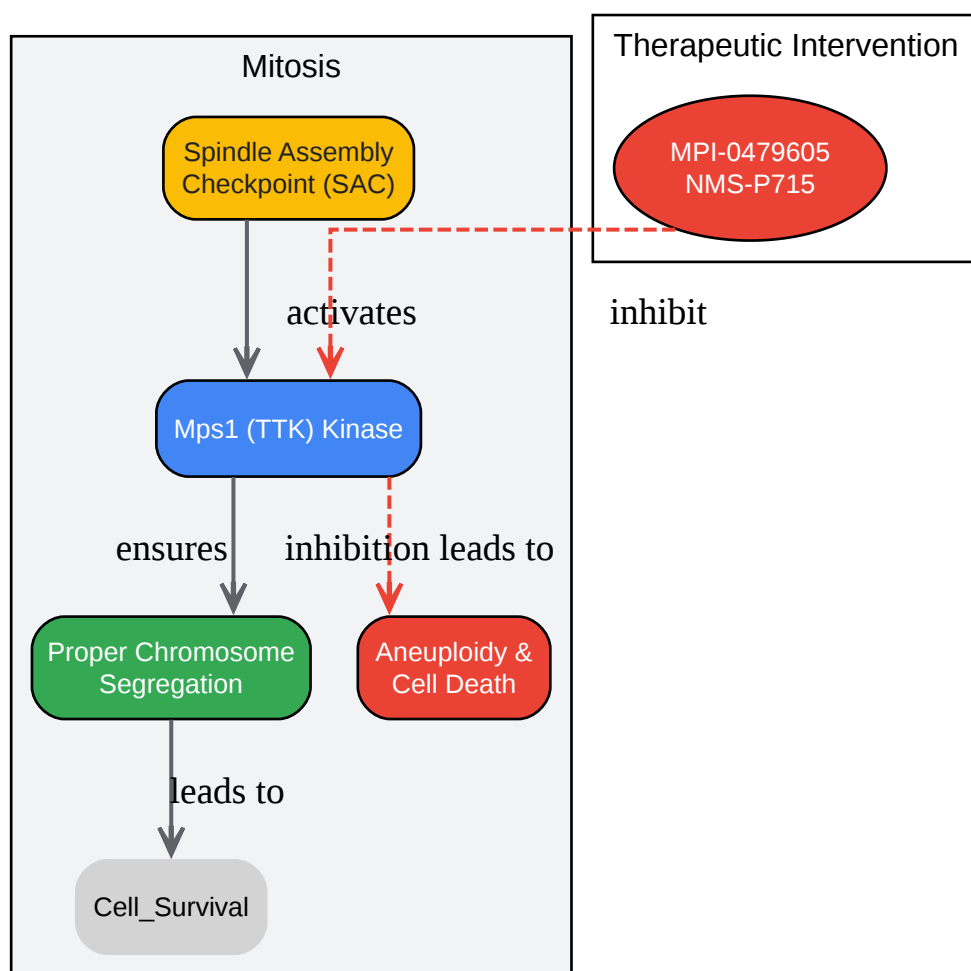 Therapeutic Intervention
Mitosis
MPI-0479605
NMS-P715
Spindle Assembly
Checkpoint (SAC)
activates
inhibit
Mps1 (TTK) Kinase
ensures
inhibition leads to
Proper Chromosome
Segregation
Aneuploidy &
Cell Death
leads to
Cell_Survival